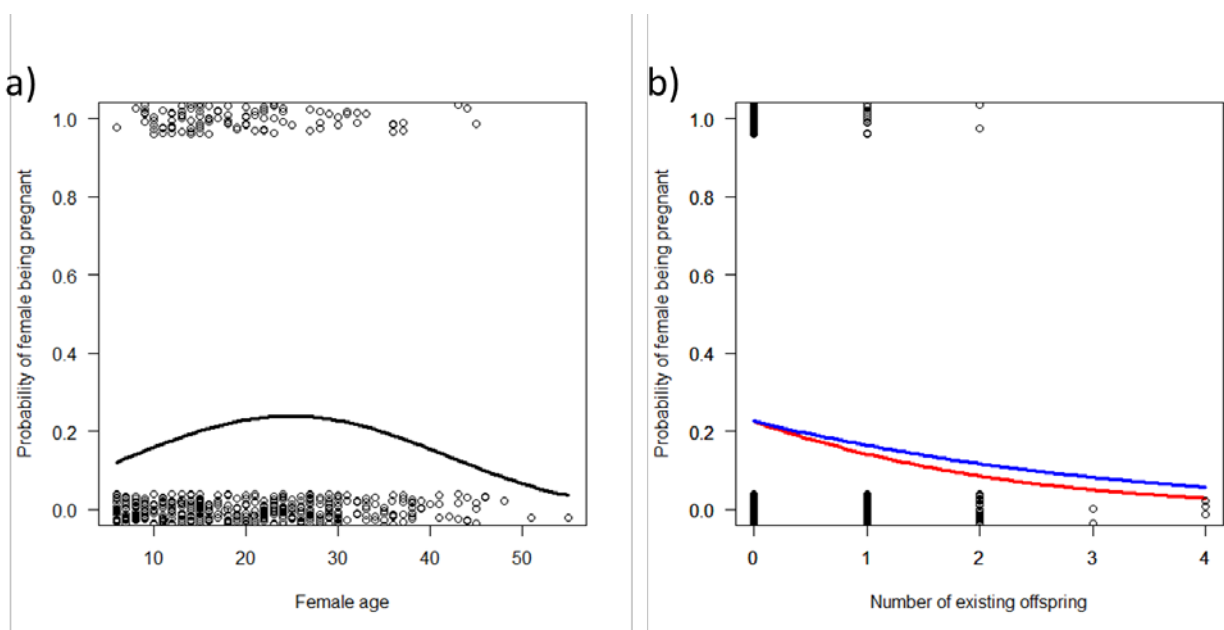 a)
Probability of female being pregnant
1.0
0.8
0.6
0.4
0.2
0.0
10 20 30 40 50
Female age
b)
Probability of female being pregnant
1.0
0.8
0.6
0.4
0.2
0.0
0 1 2 3 4
Number of existing offspring